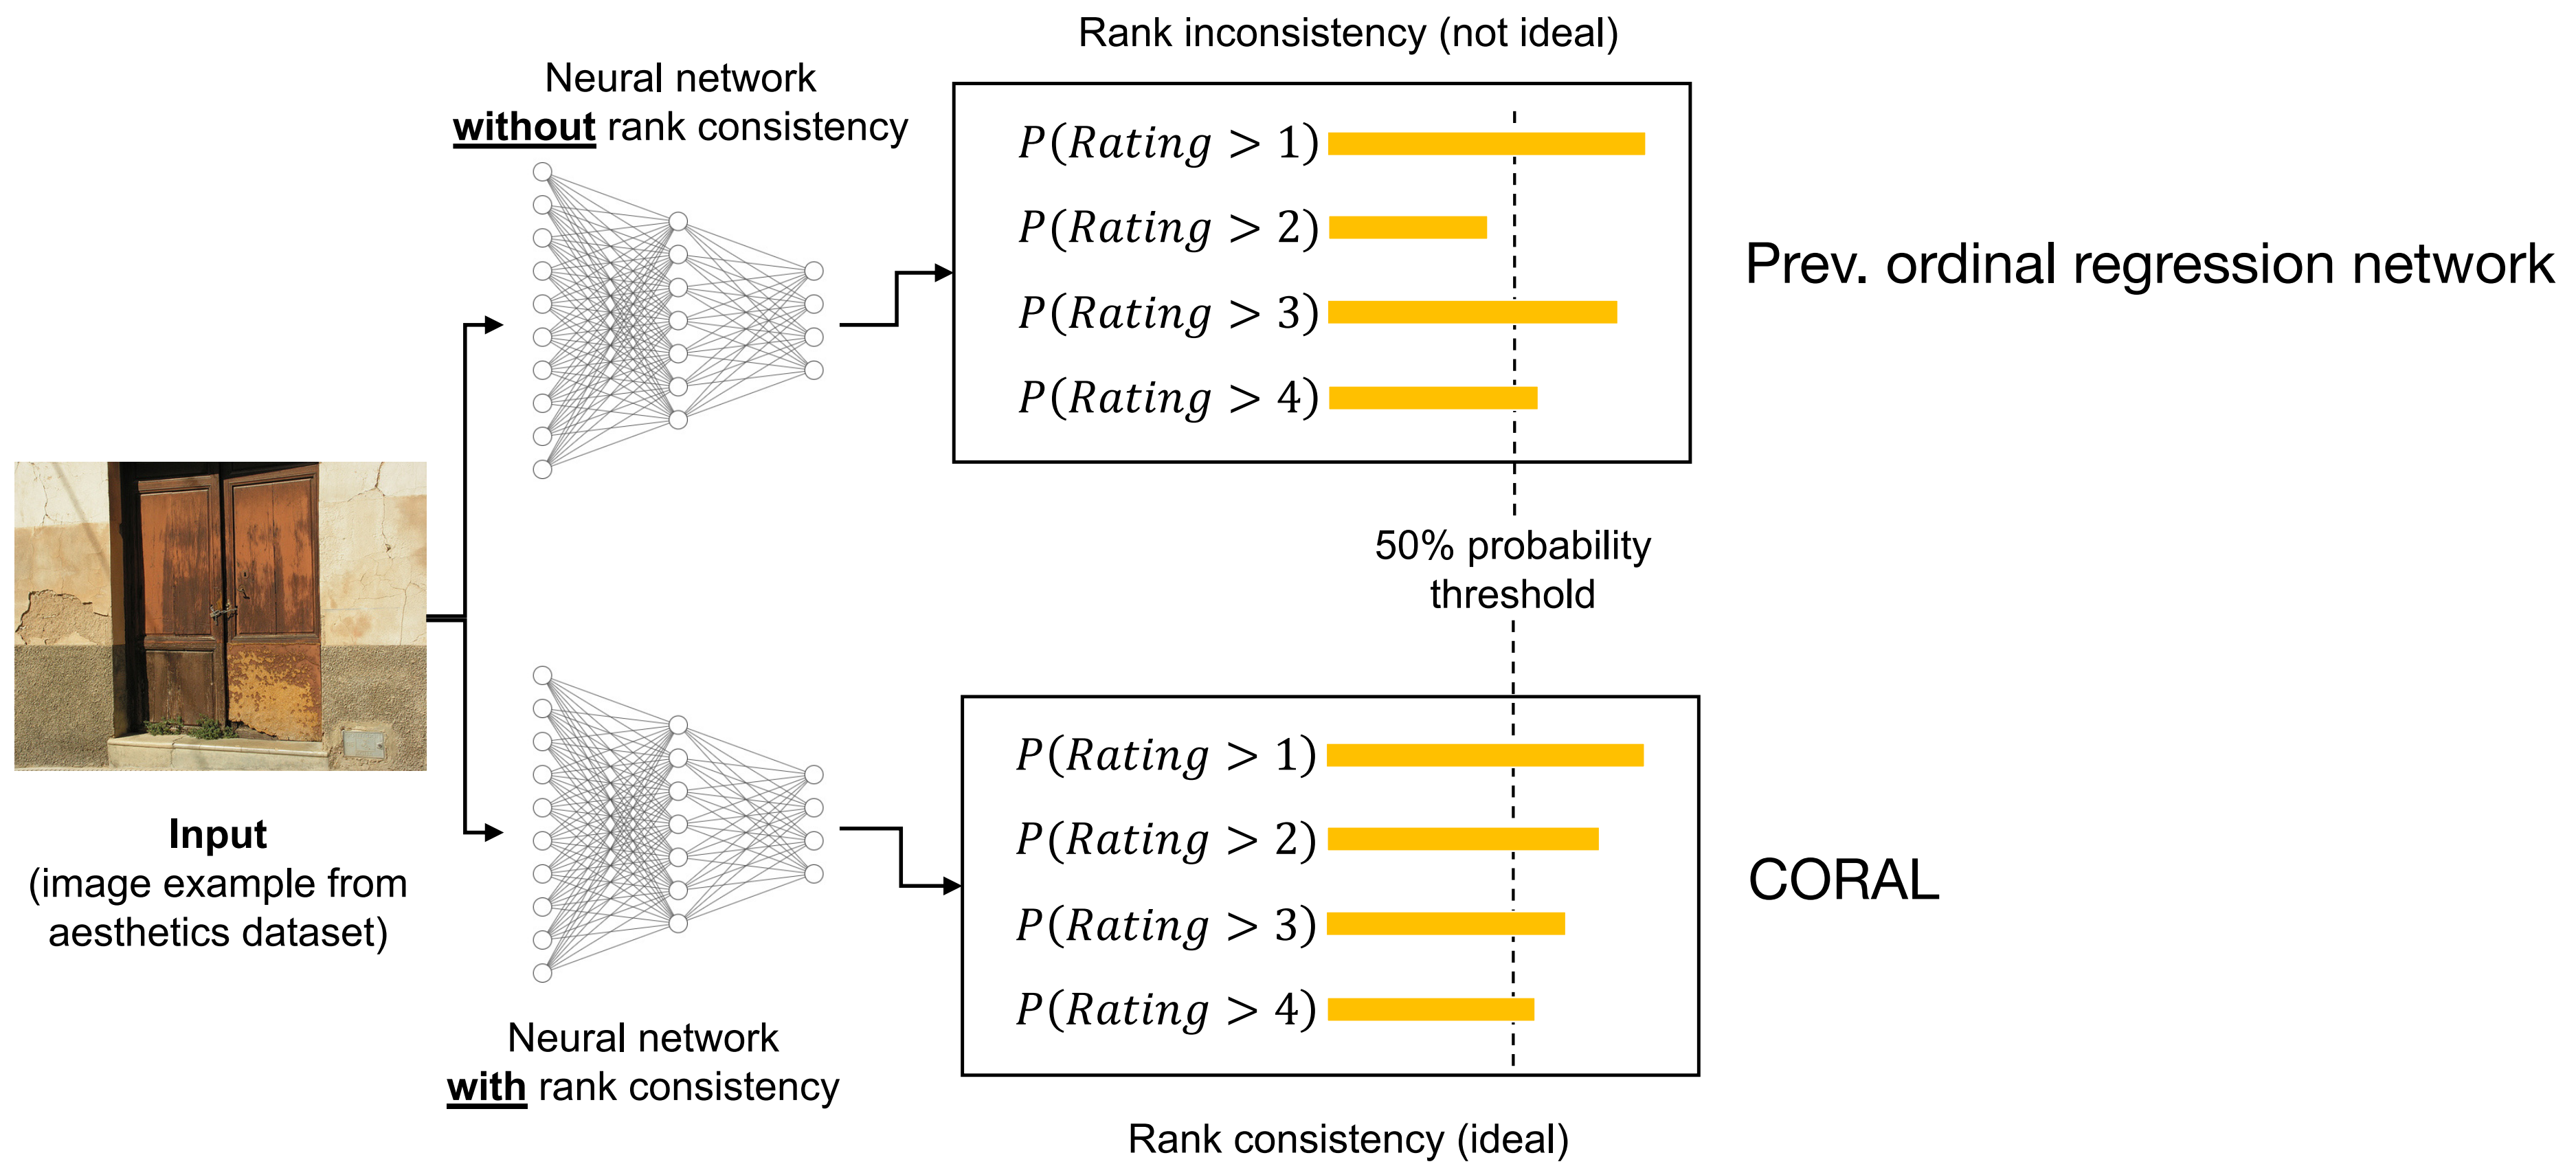 Rank inconsistency (not ideal)
Neural network
without rank consistency
P(Rating > 1)
P(Rating > 2)
P(Rating > 3)
P(Rating > 4)
Prev. ordinal regression network
50% probability
threshold
Input
(image example from
aesthetics dataset)
P(Rating > 1)
P(Rating > 2)
P(Rating > 3)
P(Rating > 4)
CORAL
Neural network
with rank consistency
Rank consistency (ideal)